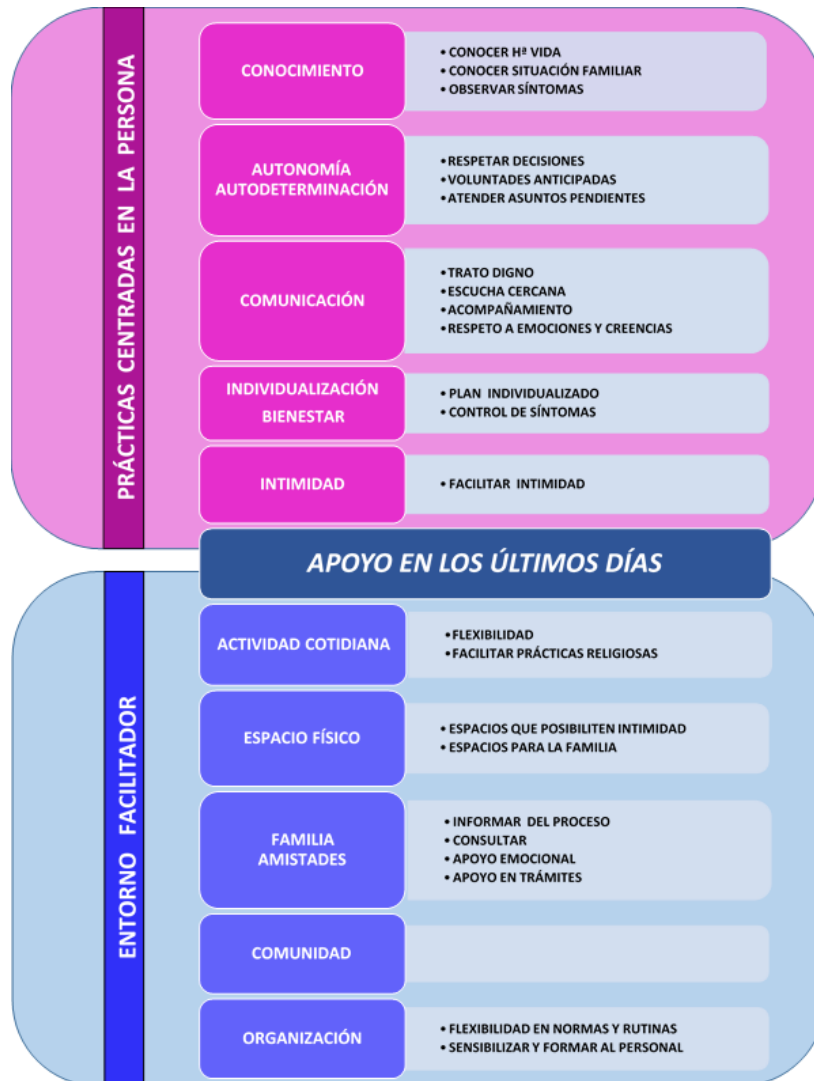 PRÁCTICAS CENTRADAS EN LA PERSONA
CONOCIMIENTO
• CONOCER Hª VIDA
• CONOCER SITUACIÓN FAMILIAR
• OBSERVAR SÍNTOMAS
AUTONOMÍA
AUTODETERMINACIÓN
• RESPETAR DECISIONES
• VOLUNTADES ANTICIPADAS
• ATENDER ASUNTOS PENDIENTES
COMUNICACIÓN
• TRATO DIGNO
• ESCUCHA CERCANA
• ACOMPAÑAMIENTO
• RESPETO A EMOCIONES Y CREENCIAS
INDIVIDUALIZACIÓN
BIENESTAR
• PLAN INDIVIDUALIZADO
• CONTROL DE SÍNTOMAS
INTIMIDAD
• FACILITAR INTIMIDAD
APOYO EN LOS ÚLTIMOS DÍAS
ENTORNO FACILITADOR
ACTIVIDAD COTIDIANA
• FLEXIBILIDAD
• FACILITAR PRÁCTICAS RELIGIOSAS
ESPACIO FÍSICO
• ESPACIOS QUE POSIBILITEN INTIMIDAD
• ESPACIOS PARA LA FAMILIA
FAMILIA
AMISTADES
• INFORMAR DEL PROCESO
• CONSULTAR
• APOYO EMOCIONAL
• APOYO EN TRÁMITES
COMUNIDAD
ORGANIZACIÓN
• FLEXIBILIDAD EN NORMAS Y RUTINAS
• SENSIBILIZAR Y FORMAR AL PERSONAL